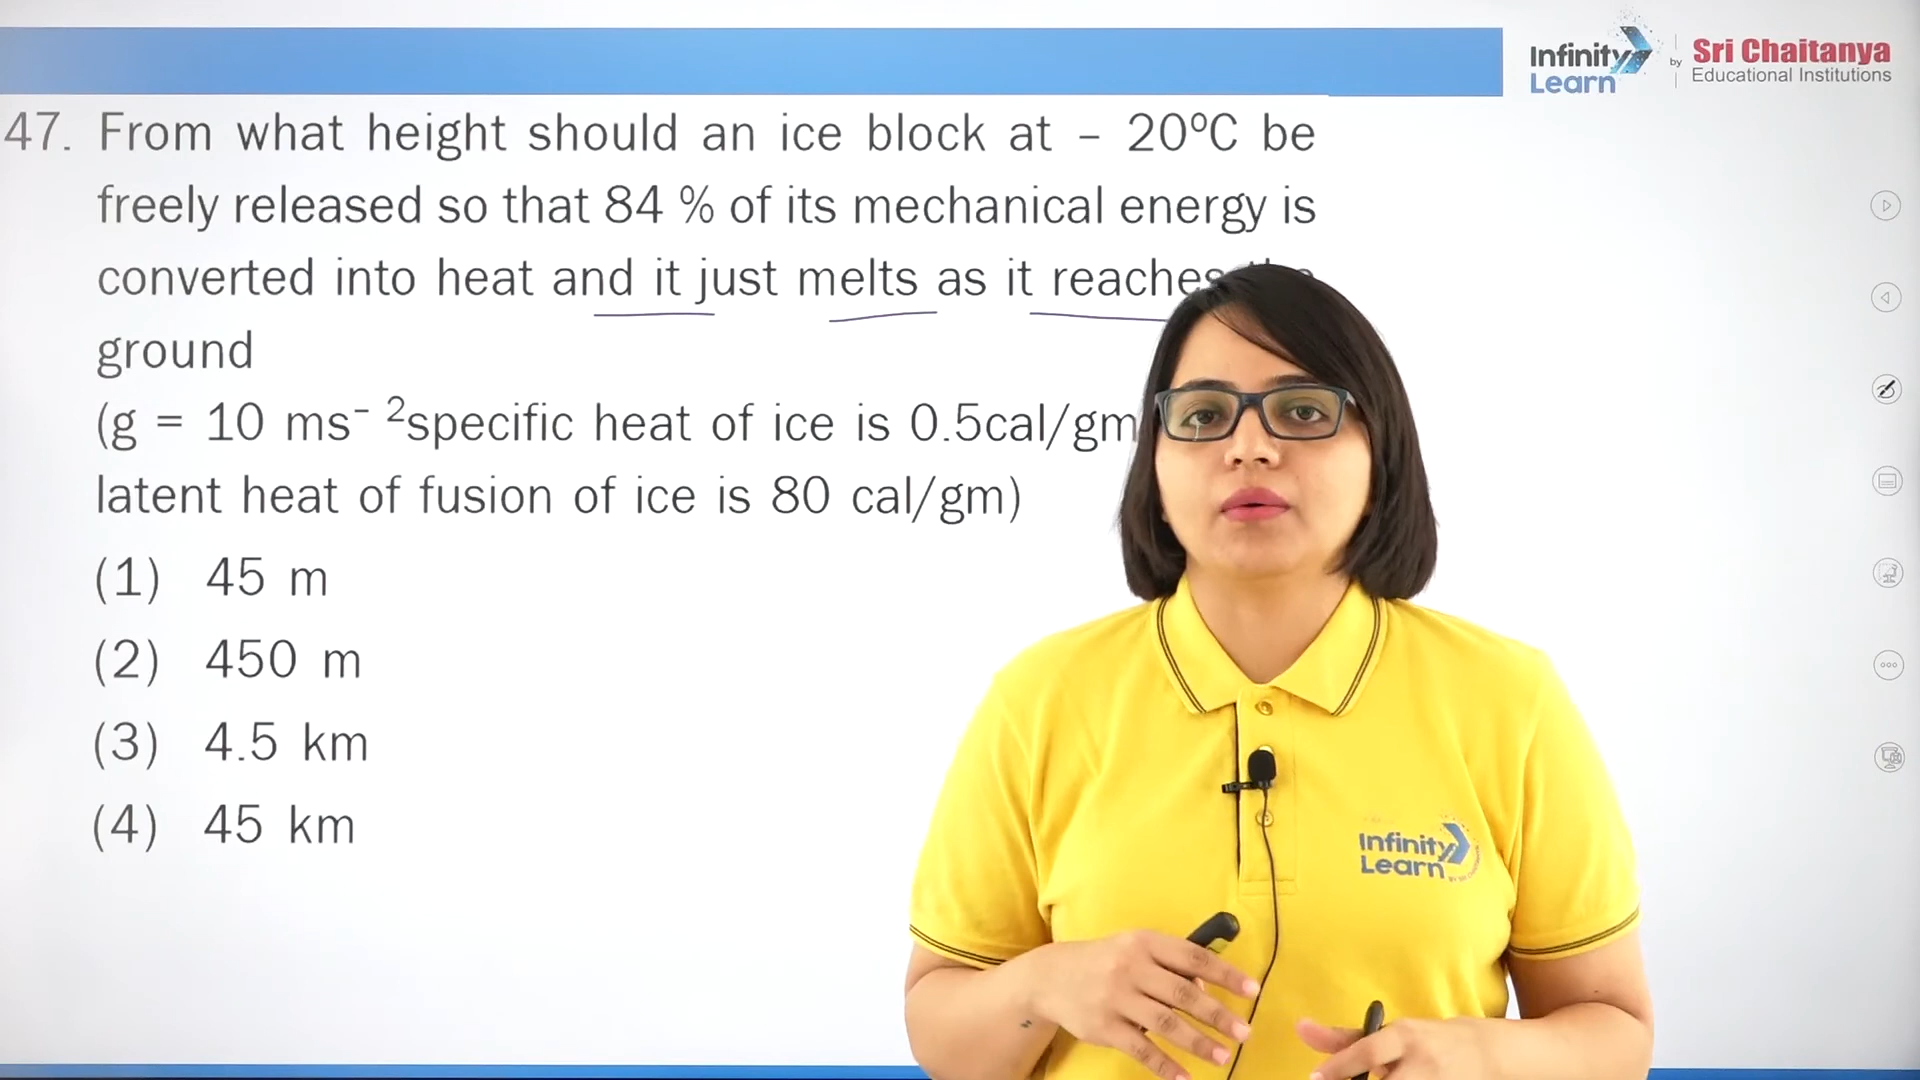 Infinity Learn by Sri Chaitanya Educational Institutions
47. From what height should an ice block at – 20ºC be
freely released so that 84 % of its mechanical energy is
converted into heat and it just melts as it reaches
ground
(g = 10 ms⁻ ²specific heat of ice is 0.5cal/gm
latent heat of fusion of ice is 80 cal/gm)
(1) 45 m
(2) 450 m
(3) 4.5 km
(4) 45 km
Infinity
Learn